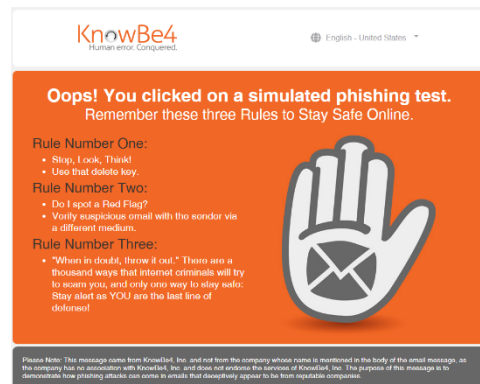 KnowBe4
Human error. Conquered.
English - United States
Oops! You clicked on a simulated phishing test.
Remember these three Rules to Stay Safe Online.
Rule Number One:
• Stop, Look, Think!
• Use that delete key.
Rule Number Two:
• Do I spot a Red Flag?
• Verify suspicious email with the sender via
a different medium.
Rule Number Three:
• "When in doubt, throw it out." There are a
thousand ways that internet criminals will try
to scam you, and only one way to stay safe:
Stay alert as YOU are the last line of
defense!
Please Note: This message came from KnowBe4, Inc. and not from the company whose name is mentioned in the body of the email message, as
the company has no association with KnowBe4, Inc. and does not endorse the services of KnowBe4, Inc. The purpose of this message is to
demonstrate how phishing attacks can come in emails that deceptively appear to be from reputable companies.